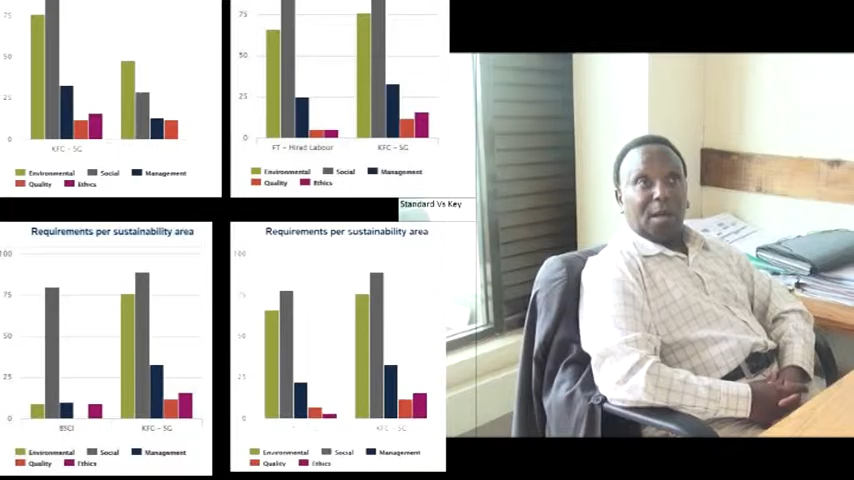 75
50
25
0
KFC – SG
Environmental Social Management
Quality Ethics
75
50
25
0
FT – Hired Labour KFC – SG
Environmental Social Management
Quality Ethics
Standard Vs Key
Requirements per sustainability area
100
75
50
25
0
BSCI KFC – SG
Environmental Social Management
Quality Ethics
Requirements per sustainability area
100
75
50
25
0
KFC – SG
Environmental Social Management
Quality Ethics